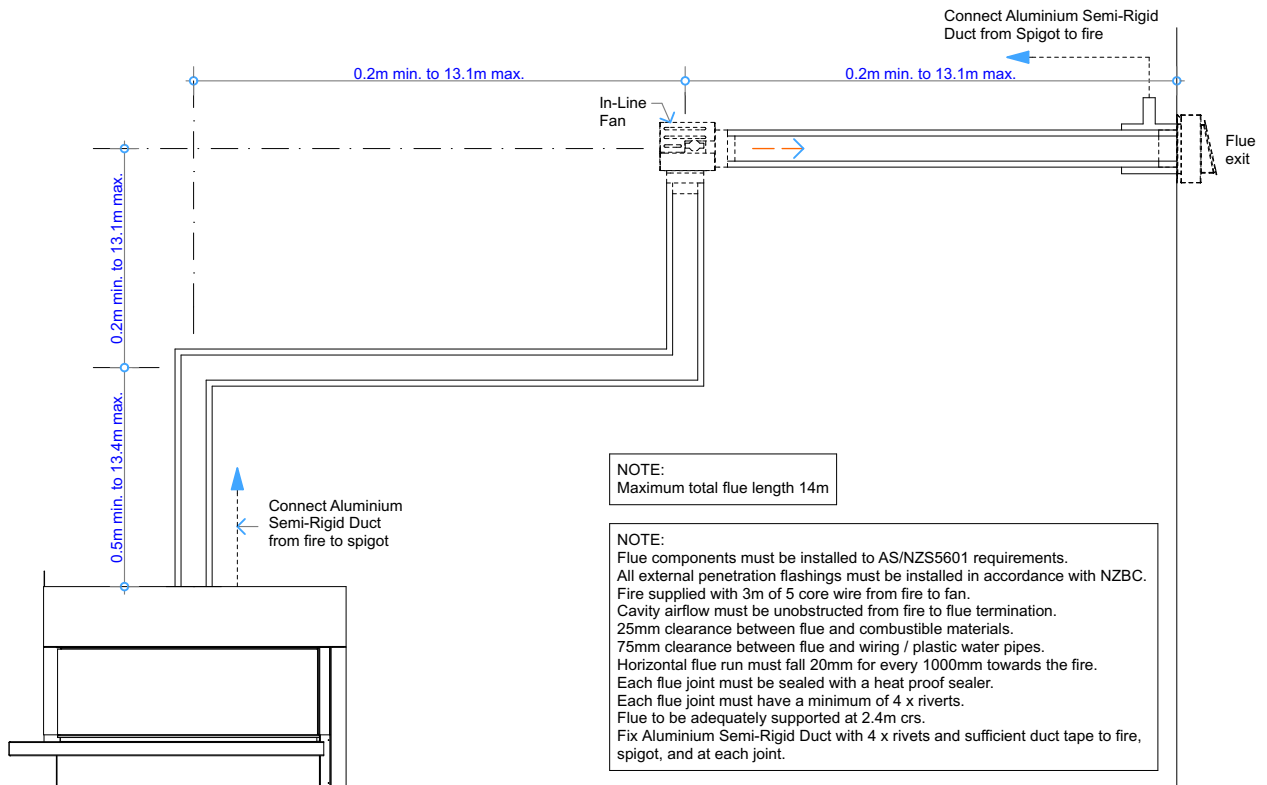 Connect Aluminium Semi-Rigid
Duct from Spigot to fire
0.2m min. to 13.1m max.
0.2m min. to 13.1m max.
In-Line
Fan
Flue
exit
0.2m min. to 13.1m max.
0.5m min. to 13.4m max.
Connect Aluminium
Semi-Rigid Duct
from fire to spigot
NOTE:
Maximum total flue length 14m
NOTE:
Flue components must be installed to AS/NZS5601 requirements.
All external penetration flashings must be installed in accordance with NZBC.
Fire supplied with 3m of 5 core wire from fire to fan.
Cavity airflow must be unobstructed from fire to flue termination.
25mm clearance between flue and combustible materials.
75mm clearance between flue and wiring / plastic water pipes.
Horizontal flue run must fall 20mm for every 1000mm towards the fire.
Each flue joint must be sealed with a heat proof sealer.
Each flue joint must have a minimum of 4 x riverts.
Flue to be adequately supported at 2.4m crs.
Fix Aluminium Semi-Rigid Duct with 4 x rivets and sufficient duct tape to fire,
spigot, and at each joint.